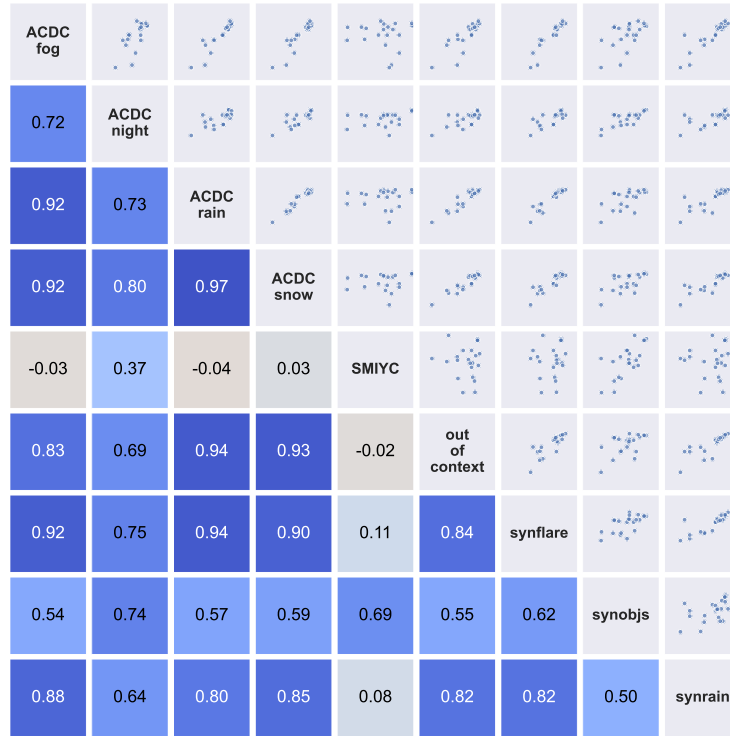 ACDC
fog
0.72
ACDC
night
0.92
0.73
ACDC
rain
0.92
0.80
0.97
ACDC
snow
-0.03
0.37
-0.04
0.03
SMIYC
0.83
0.69
0.94
0.93
-0.02
out
of
context
0.92
0.75
0.94
0.90
0.11
0.84
synflare
0.54
0.74
0.57
0.59
0.69
0.55
0.62
synobjs
0.88
0.64
0.80
0.85
0.08
0.82
0.82
0.50
synrain